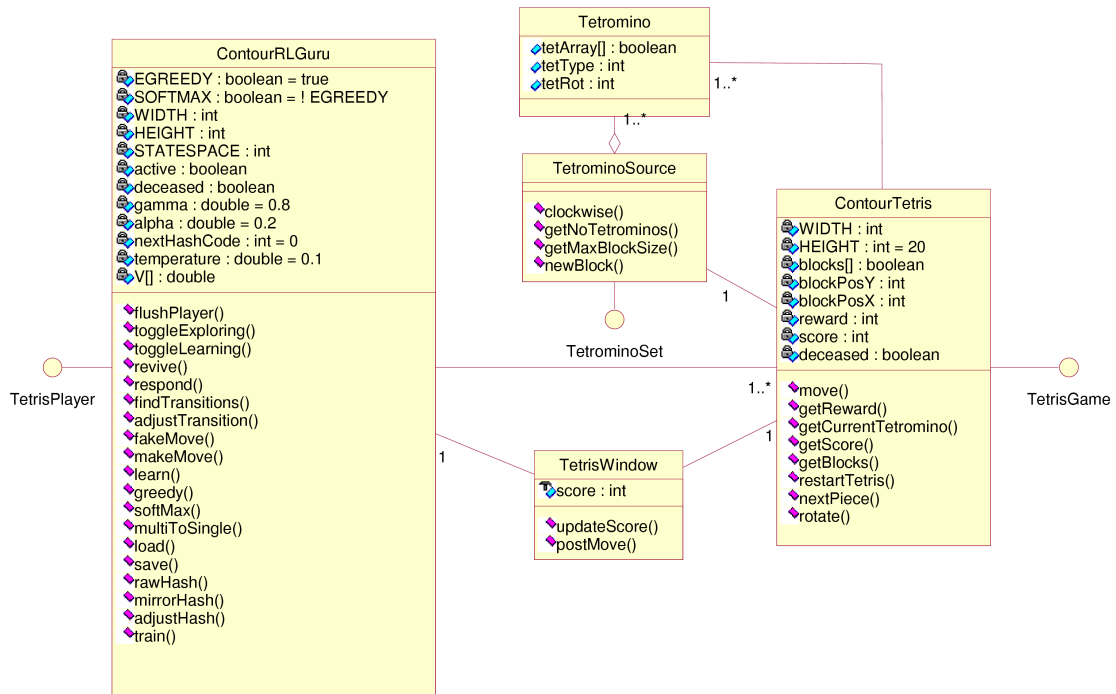 Tetromino
tetArray[] : boolean
tetType : int
tetRot : int
1..*
1..*
ContourRLGuru
EGREEDY : boolean = true
SOFTMAX : boolean = ! EGREEDY
WIDTH : int
HEIGHT : int
STATESPACE : int
active : boolean
deceased : boolean
gamma : double = 0.8
alpha : double = 0.2
nextHashCode : int = 0
temperature : double = 0.1
V[] : double
flushPlayer()
toggleExploring()
toggleLearning()
revive()
respond()
findTransitions()
adjustTransition()
fakeMove()
makeMove()
learn()
greedy()
softMax()
multiToSingle()
load()
save()
rawHash()
mirrorHash()
adjustHash()
train()
TetrisPlayer
TetrominoSource
clockwise()
getNoTetrominos()
getMaxBlockSize()
newBlock()
1
TetrominoSet
ContourTetris
WIDTH : int
HEIGHT : int = 20
blocks[] : boolean
blockPosY : int
blockPosX : int
reward : int
score : int
deceased : boolean
move()
getReward()
getCurrentTetromino()
getScore()
getBlocks()
restartTetris()
nextPiece()
rotate()
1..*
1
TetrisGame
1
TetrisWindow
score : int
updateScore()
postMove()